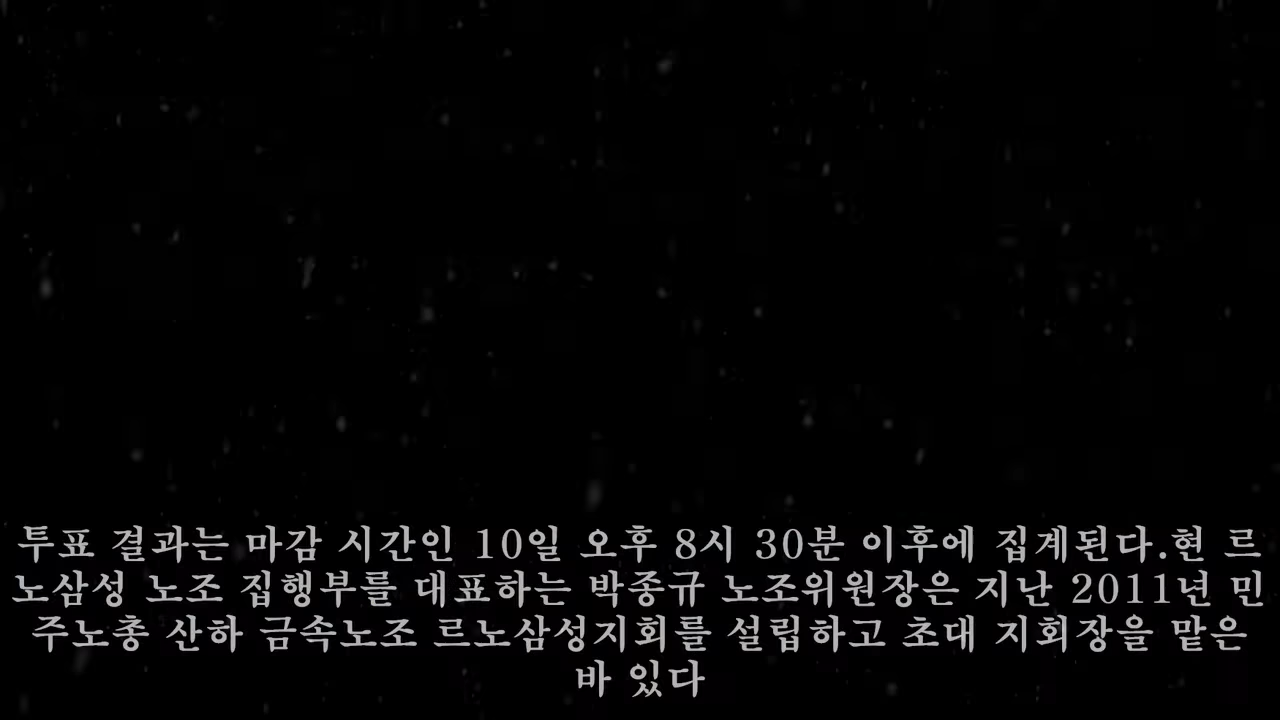 투표 결과는 마감 시간인 10일 오후 8시 30분 이후에 집계된다.현 르
노삼성 노조 집행부를 대표하는 박종규 노조위원장은 지난 2011년 민
주노총 산하 금속노조 르노삼성지회를 설립하고 초대 지회장을 맡은
바 있다